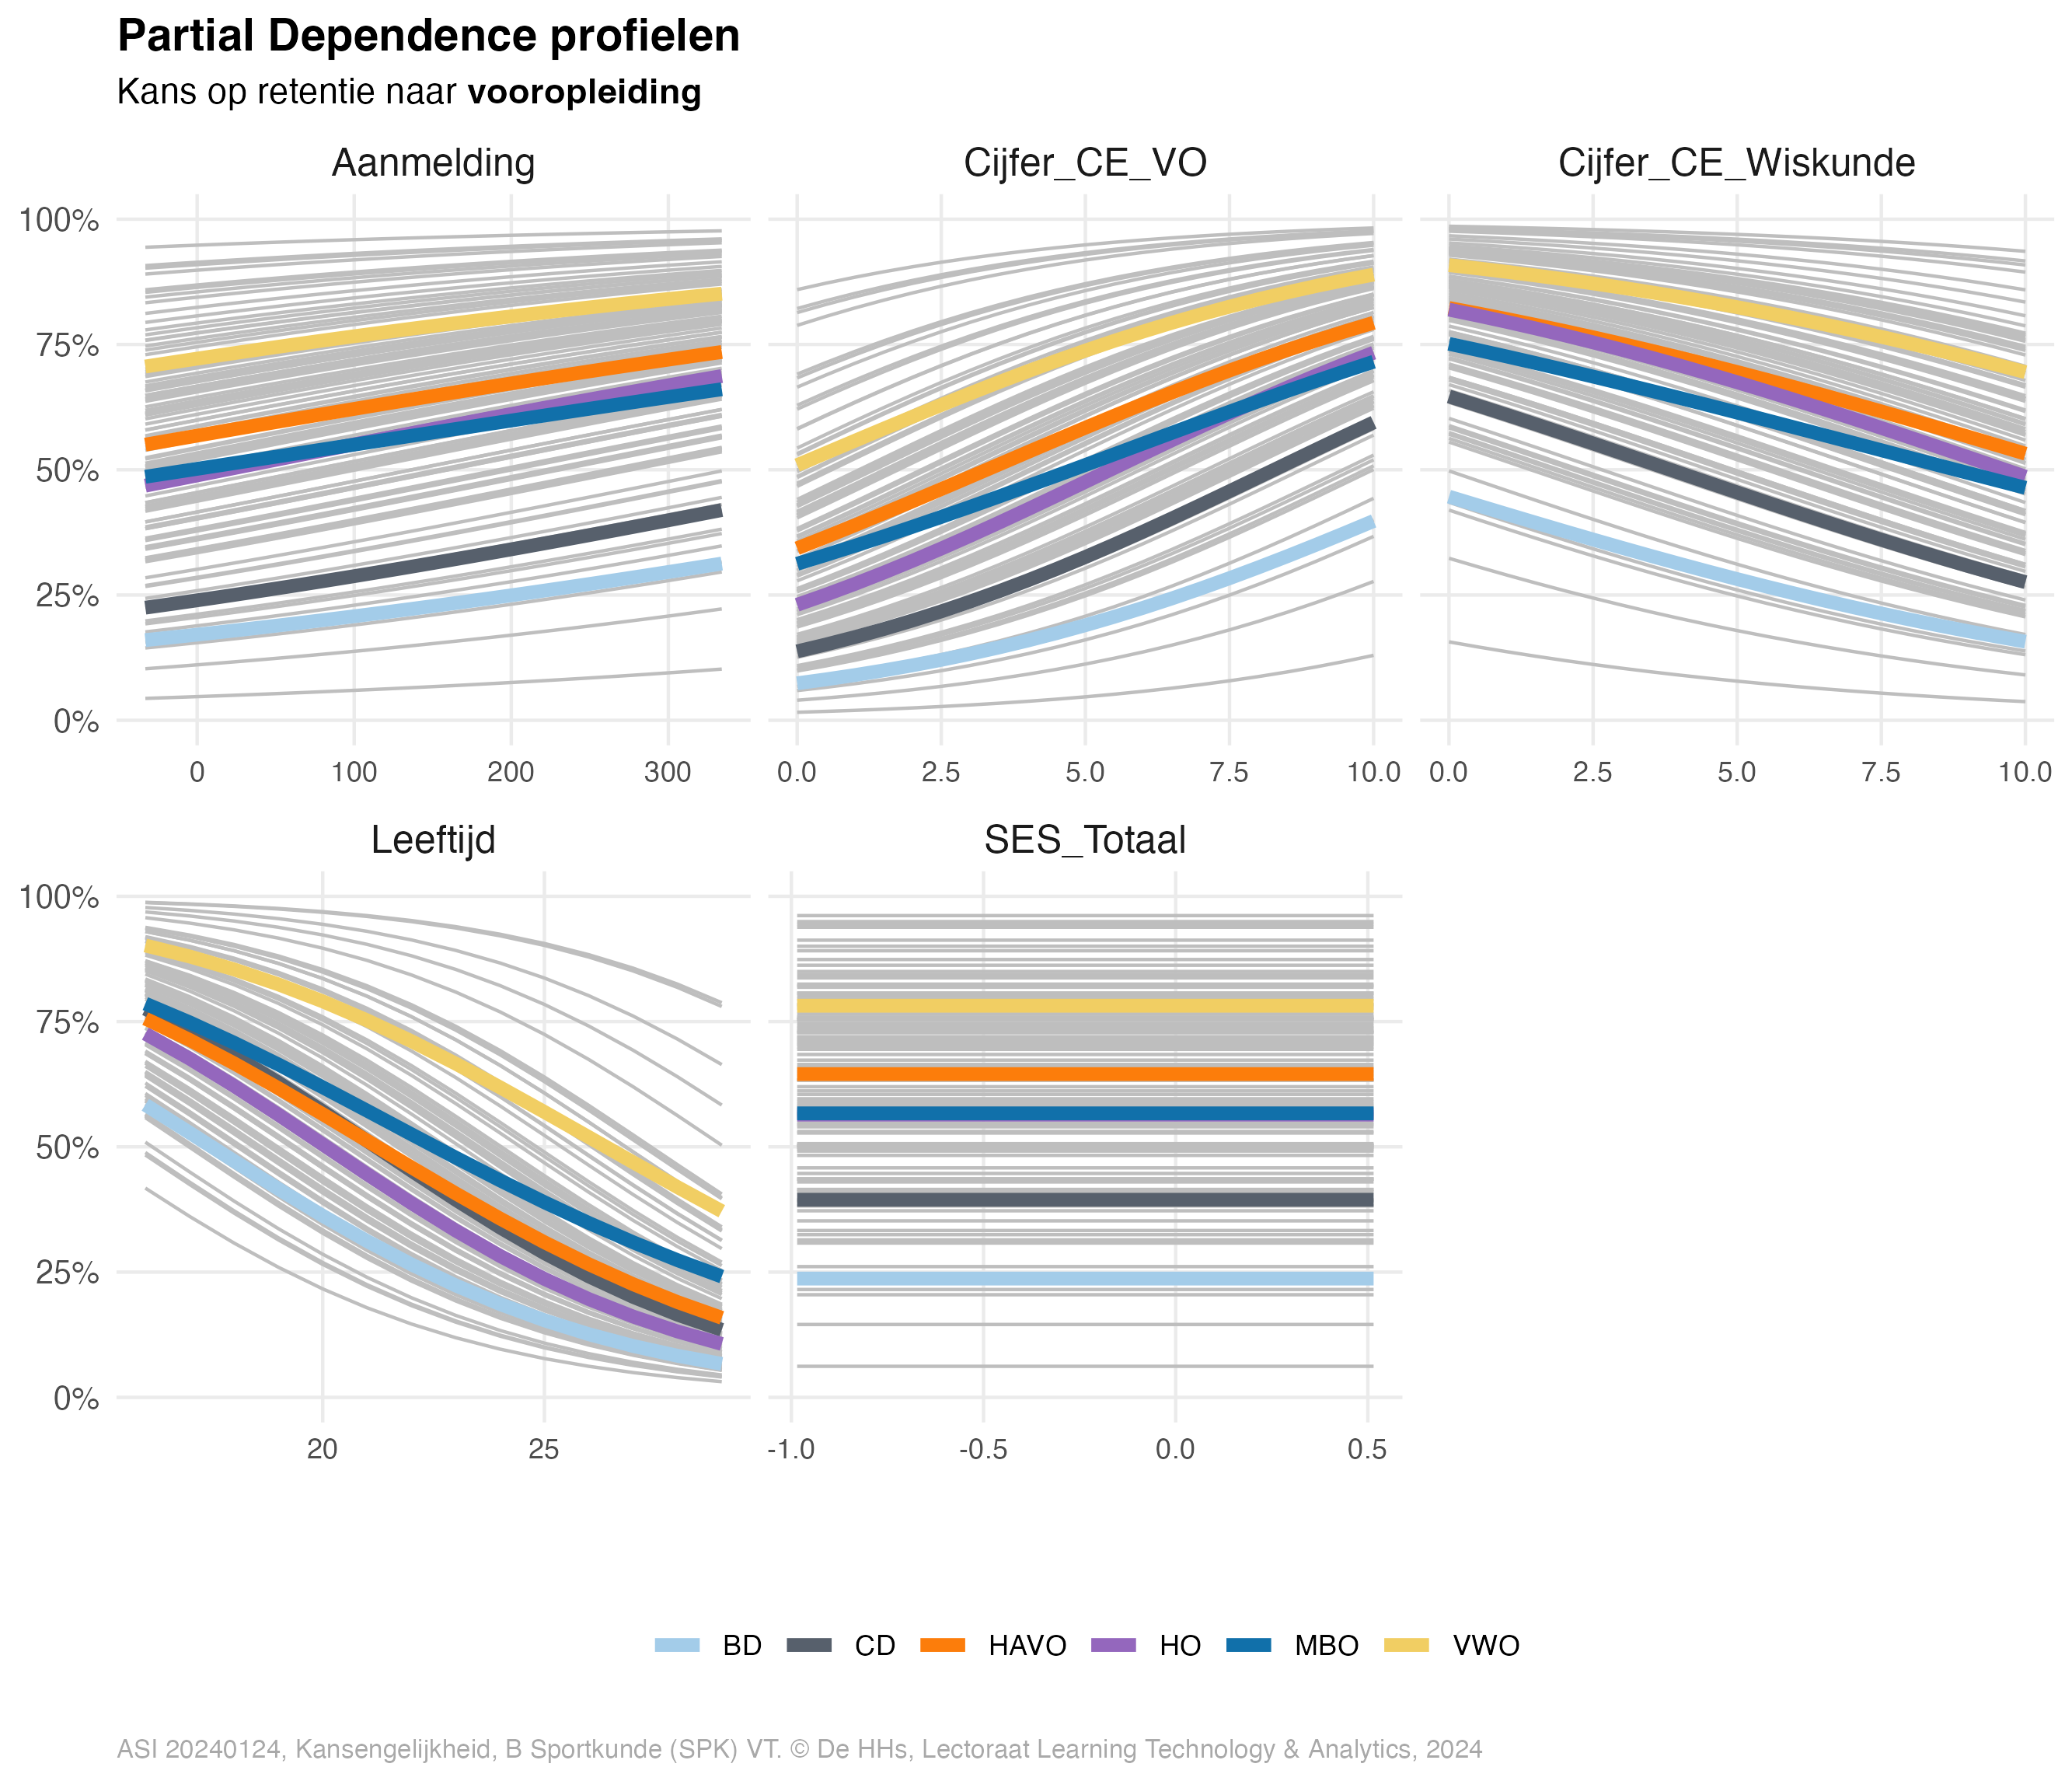 Partial Dependence profielen
Kans op retentie naar vooropleiding
Aanmelding
Cijfer_CE_VO
Cijfer_CE_Wiskunde
100%
75%
50%
25%
0%
0 100 200 300
0.0 2.5 5.0 7.5 10.0
0.0 2.5 5.0 7.5 10.0
Leeftijd
SES_Totaal
100%
75%
50%
25%
0%
20 25
-1.0 -0.5 0.0 0.5
BD CD HAVO HO MBO VWO
ASI 20240124, Kansengelijkheid, B Sportkunde (SPK) VT. © De HHs, Lectoraat Learning Technology & Analytics, 2024